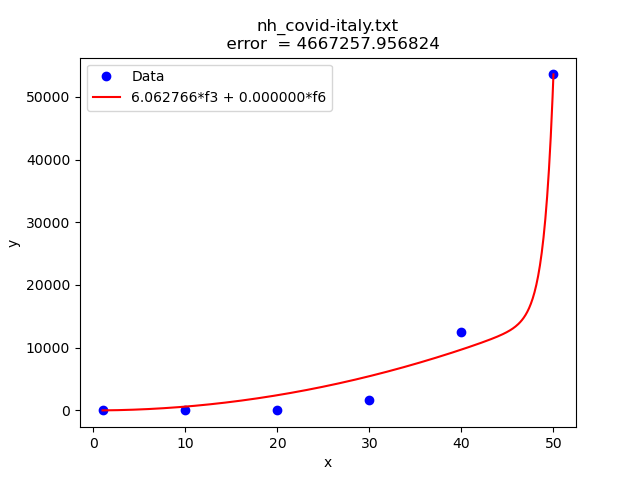 nh_covid-italy.txt
error = 4667257.956824
Data
6.062766*f3 + 0.000000*f6
50000
40000
30000
20000
10000
0
y
0 10 20 30 40 50
x